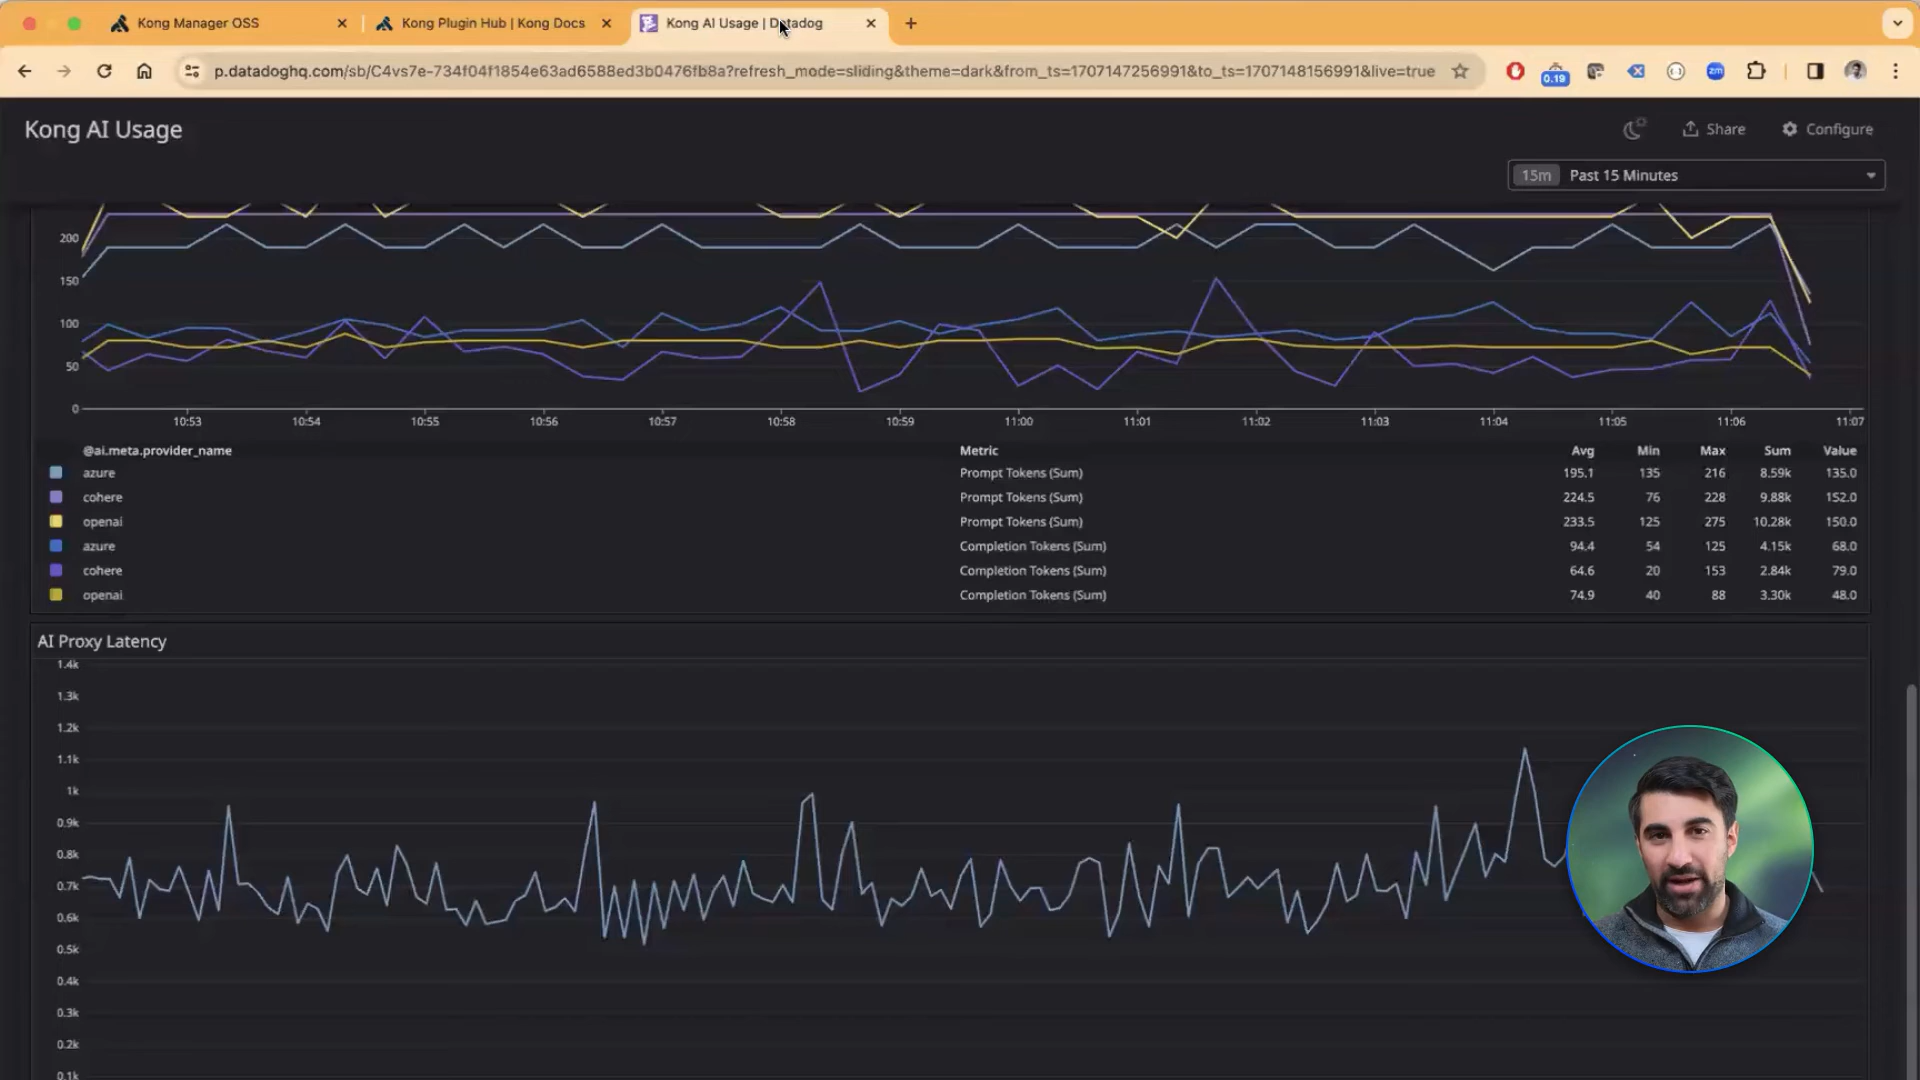 Kong Manager OSS
Kong Plugin Hub | Kong Docs
Kong AI Usage | Datadog
p.datadoghq.com/sb/C4vs7e-734f04f1854e63ad6588ed3b0476fb8a?refresh_mode=sliding&theme=dark&from_ts=1707147256991&to_ts=1707148156991&live=true
0.19
zm
Kong AI Usage
Share
Configure
15m Past 15 Minutes
200
150
100
50
0
10:53 10:54 10:55 10:56 10:57 10:58 10:59 11:00 11:01 11:02 11:03 11:04 11:05 11:06 11:07
@ai.meta.provider_name Metric Avg Min Max Sum Value
azure Prompt Tokens (Sum) 195.1 135 216 8.59k 135.0
cohere Prompt Tokens (Sum) 224.5 76 228 9.88k 152.0
openai Prompt Tokens (Sum) 233.5 125 275 10.28k 150.0
azure Completion Tokens (Sum) 94.4 54 125 4.15k 68.0
cohere Completion Tokens (Sum) 64.6 20 153 2.84k 79.0
openai Completion Tokens (Sum) 74.9 40 88 3.30k 48.0
AI Proxy Latency
1.4k
1.3k
1.2k
1.1k
1k
0.9k
0.8k
0.7k
0.6k
0.5k
0.4k
0.3k
0.2k
0.1k